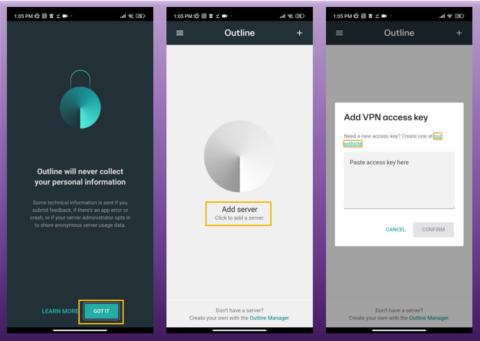 1:05 PM
Outline will never collect
your personal information
Some technical information is sent if you
submit feedback, if there's an app error or
crash, or if your server administrator opts in
to share anonymous server usage data.
LEARN MORE
GOT IT
1:05 PM
Outline
Add server
Click to add a server.
Don't have a server?
Create your own with the Outline Manager.
1:05 PM
Outline
Add VPN access key
Need a new access key? Create one at our
website.
Paste access key here
CANCEL
CONFIRM
Don't have a server?
Create your own with the Outline Manager.